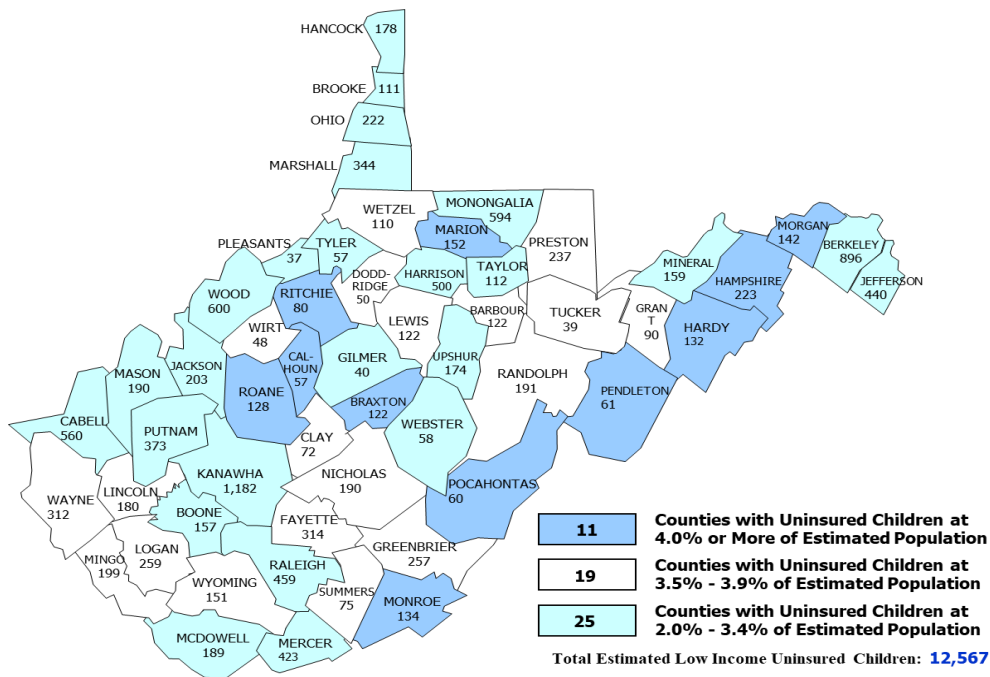 HANCOCK 178
BROOKE 111
OHIO 222
MARSHALL 344
WETZEL
110
MONONGALIA
594
MARION
152
PRESTON
237
MORGAN
142
BERKELEY
896
JEFFERSON
440
PLEASANTS
37
TYLER
57
DODD-
RIDGE
50
HARRISON
500
TAYLOR
112
MINERAL
159
HAMPSHIRE
223
WOOD
600
RITCHIE
80
WIRT
48
LEWIS
122
BARBOUR
122
TUCKER
39
GRAN
T
90
HARDY
132
MASON
190
JACKSON
203
CAL-
HOUN
57
GILMER
40
UPSHUR
174
RANDOLPH
191
PENDLETON
61
ROANE
128
BRAXTON
122
CABELL
560
PUTNAM
373
CLAY
72
WEBSTER
58
KANAWHA
1,182
NICHOLAS
190
POCAHONTAS
60
WAYNE
312
LINCOLN
180
BOONE
157
FAYETTE
314
GREENBRIER
257
MINGO
199
LOGAN
259
WYOMING
151
RALEIGH
459
SUMMERS
75
MONROE
134
MCDOWELL
189
MERCER
423
11 Counties with Uninsured Children at
4.0% or More of Estimated Population
19 Counties with Uninsured Children at
3.5% - 3.9% of Estimated Population
25 Counties with Uninsured Children at
2.0% - 3.4% of Estimated Population
Total Estimated Low Income Uninsured Children: 12,567